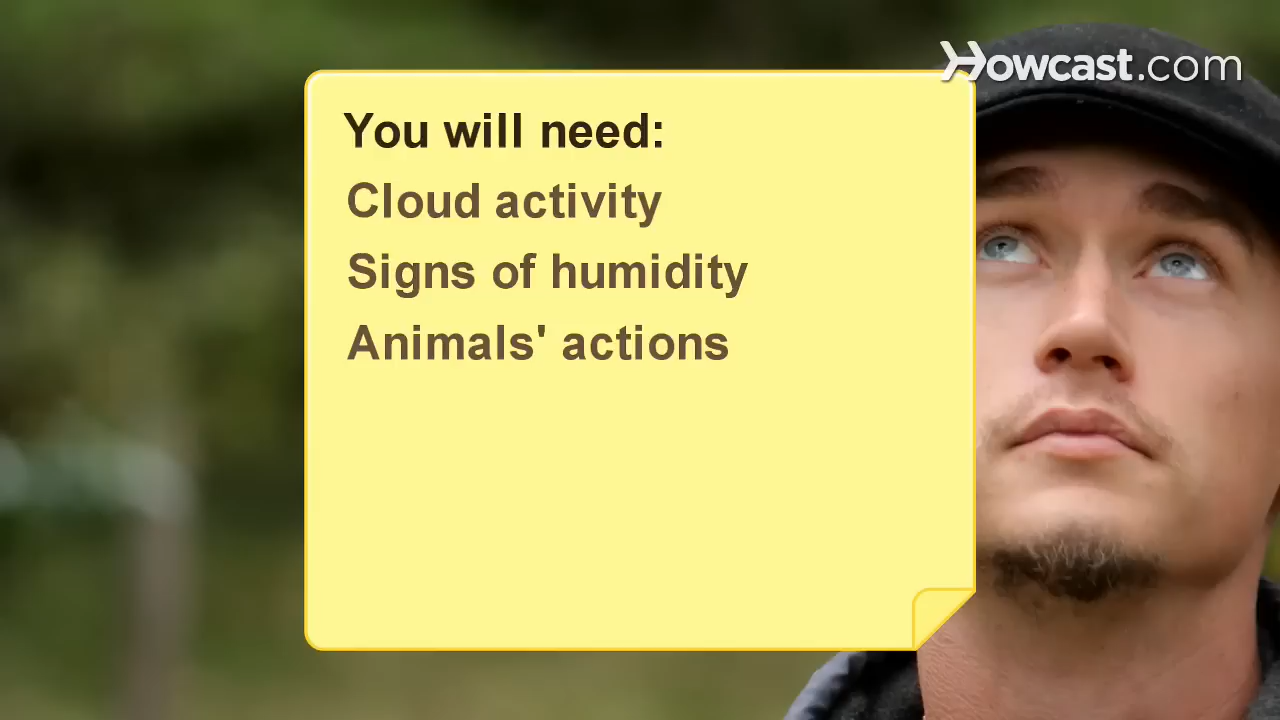 Howcast.com
You will need:
Cloud activity
Signs of humidity
Animals' actions